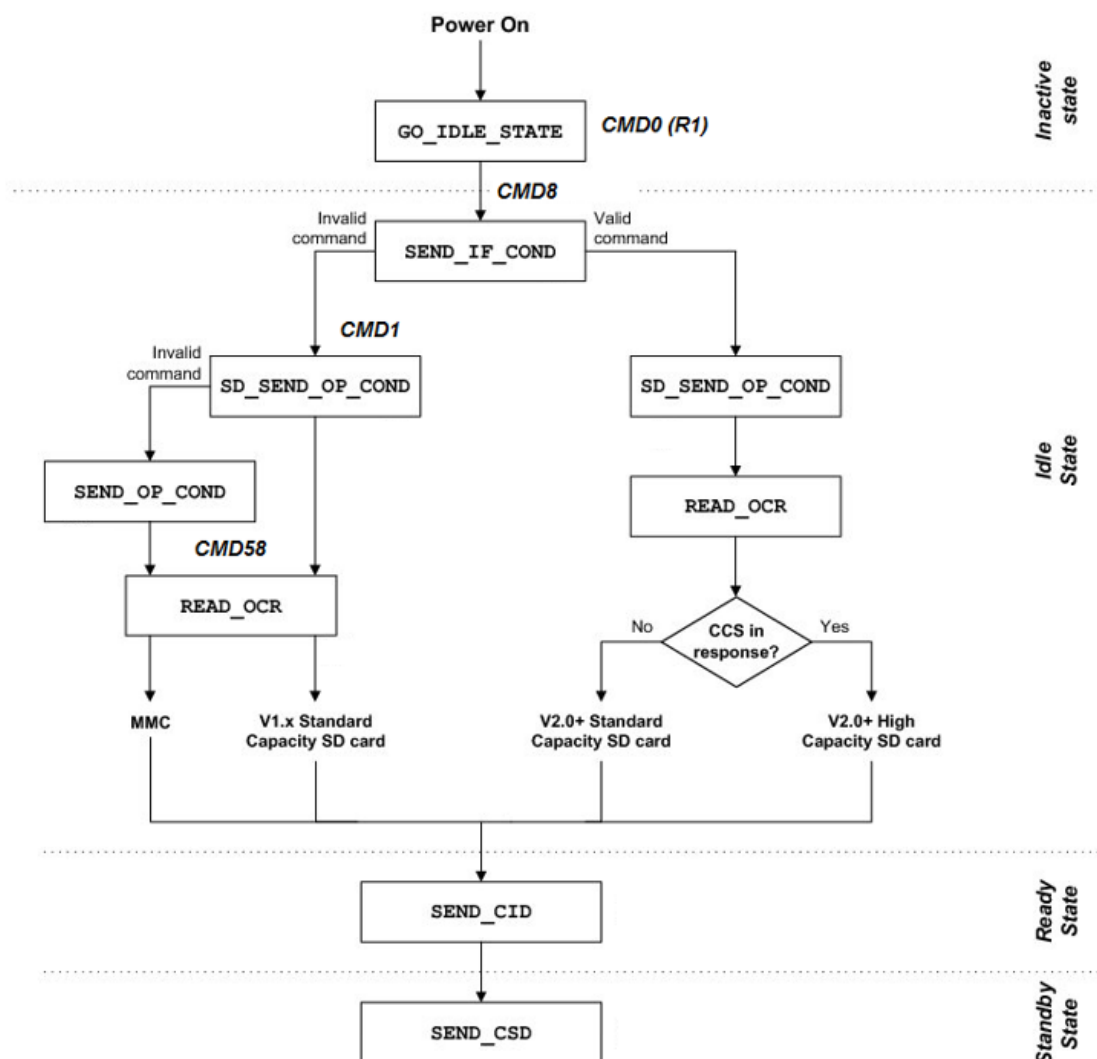 Power On
GO_IDLE_STATE
CMD0 (R1)
Inactive
state
CMD8
Invalid
command
Valid
command
SEND_IF_COND
CMD1
Invalid
command
SD_SEND_OP_COND
SD_SEND_OP_COND
SEND_OP_COND
READ_OCR
Idle
State
CMD58
READ_OCR
No
CCS in
response?
Yes
MMC
V1.x Standard
Capacity SD card
V2.0+ Standard
Capacity SD card
V2.0+ High
Capacity SD card
SEND_CID
Ready
State
SEND_CSD
Standby
State